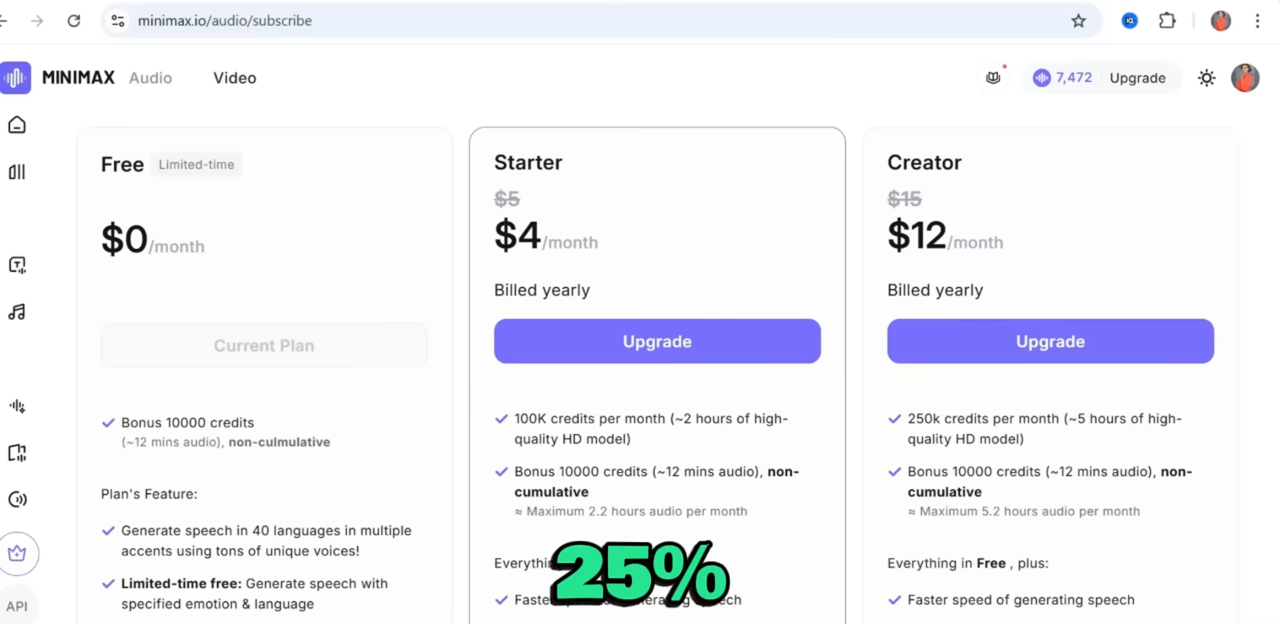 minimax.io/audio/subscribe
MINIMAX Audio Video
7,472 Upgrade
Free Limited-time
$0/month
Current Plan
Bonus 10000 credits
(~12 mins audio), non-culmulative
Plan's Feature:
Generate speech in 40 languages in multiple
accents using tons of unique voices!
Limited-time free: Generate speech with
specified emotion & language
Starter
$5
$4/month
Billed yearly
Upgrade
100K credits per month (~2 hours of high-
quality HD model)
Bonus 10000 credits (~12 mins audio), non-
cumulative
≈ Maximum 2.2 hours audio per month
25%
Creator
$15
$12/month
Billed yearly
Upgrade
250k credits per month (~5 hours of high-
quality HD model)
Bonus 10000 credits (~12 mins audio), non-
cumulative
≈ Maximum 5.2 hours audio per month
Everything in Free , plus:
Faster speed of generating speech
API